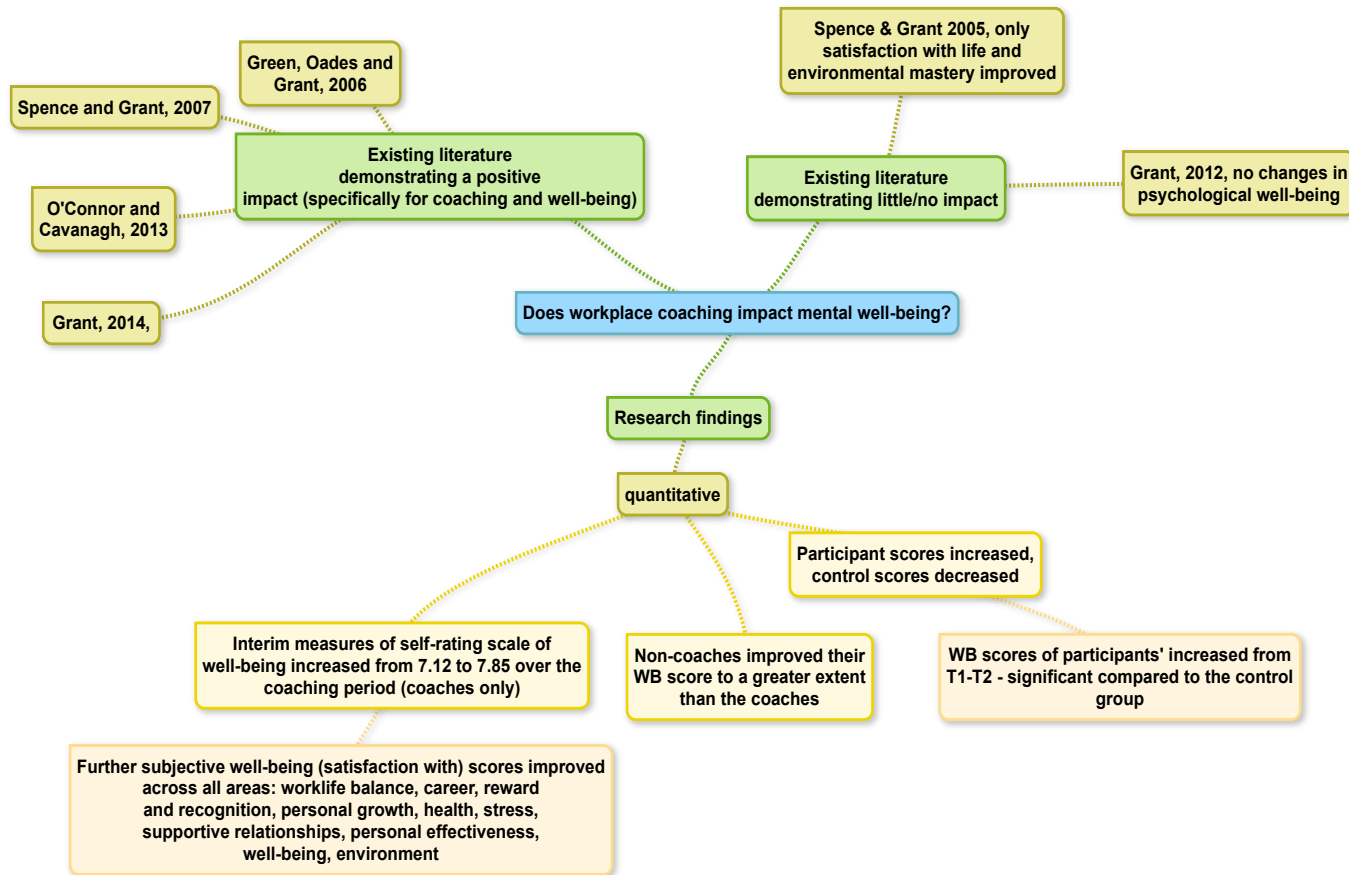 Spence & Grant 2005, only
satisfaction with life and
environmental mastery improved
Green, Oades and
Grant, 2006
Spence and Grant, 2007
Existing literature
demonstrating a positive
impact (specifically for coaching and well-being)
Existing literature
demonstrating little/no impact
Grant, 2012, no changes in
psychological well-being
O'Connor and
Cavanagh, 2013
Grant, 2014,
Does workplace coaching impact mental well-being?
Research findings
quantitative
Participant scores increased,
control scores decreased
Interim measures of self-rating scale of
well-being increased from 7.12 to 7.85 over the
coaching period (coaches only)
Non-coaches improved their
WB score to a greater extent
than the coaches
WB scores of participants' increased from
T1-T2 - significant compared to the control
group
Further subjective well-being (satisfaction with) scores improved
across all areas: worklife balance, career, reward
and recognition, personal growth, health, stress,
supportive relationships, personal effectiveness,
well-being, environment